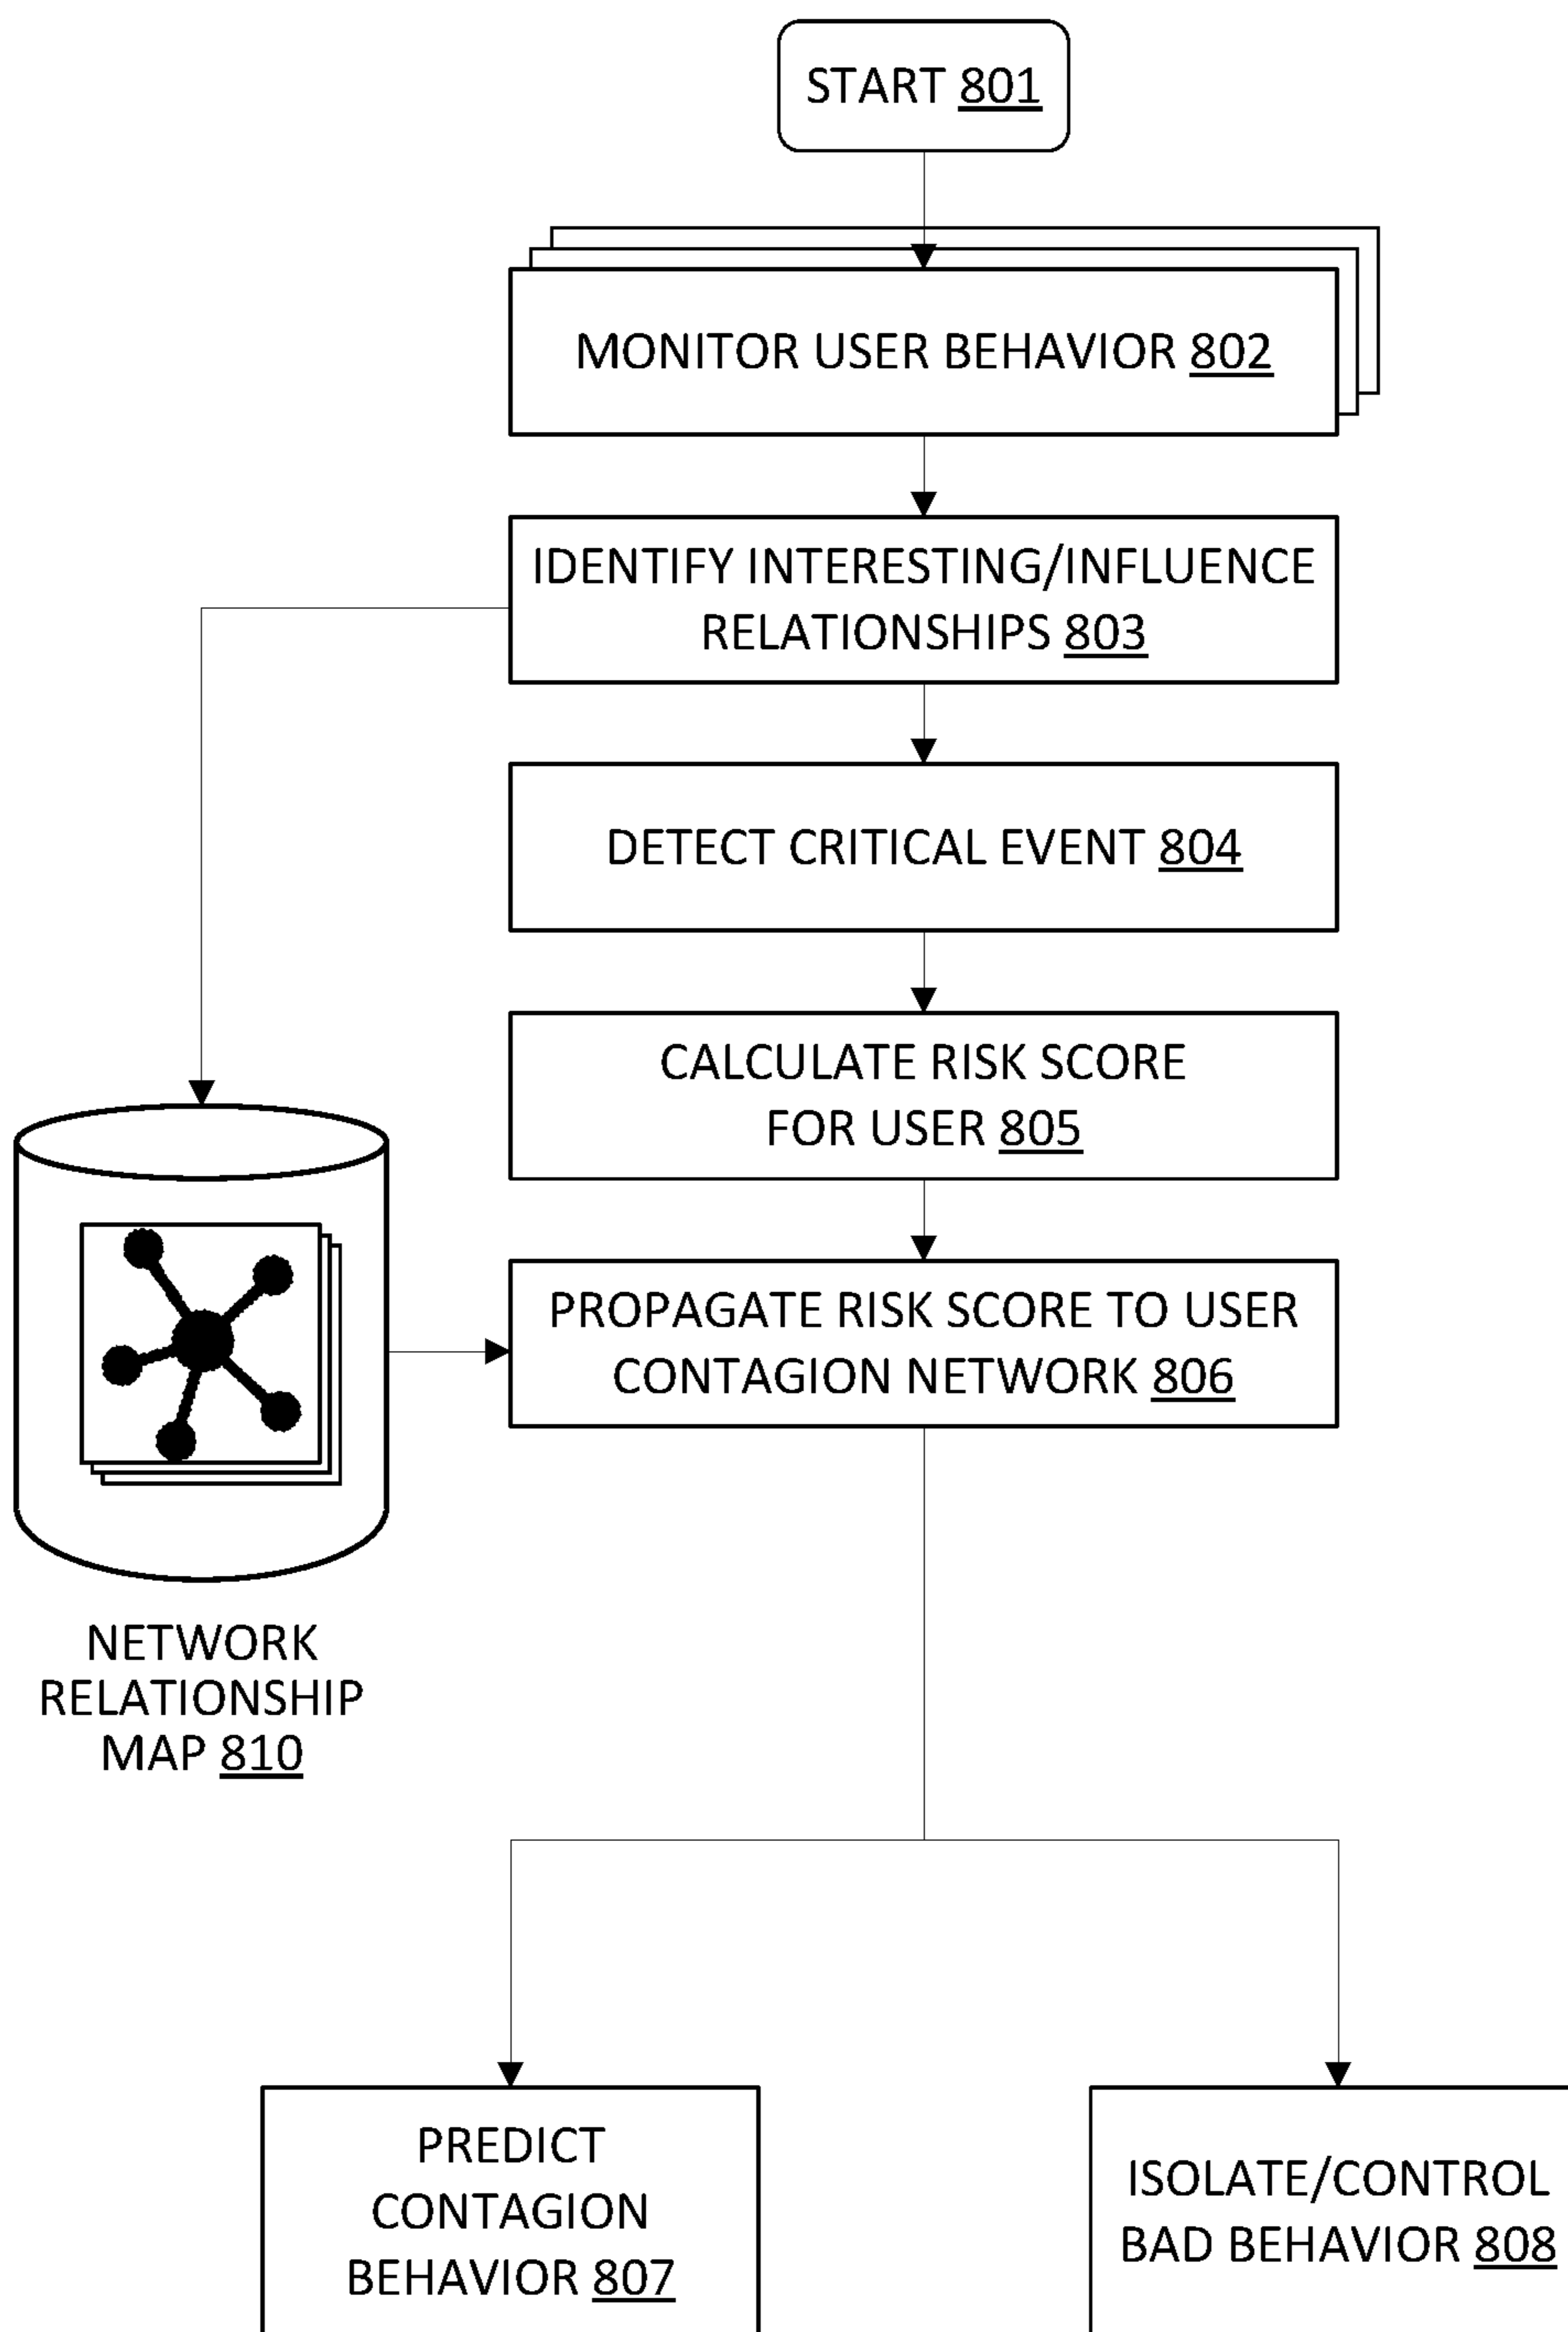 START 801
MONITOR USER BEHAVIOR 802
IDENTIFY INTERESTING/INFLUENCE
RELATIONSHIPS 803
DETECT CRITICAL EVENT 804
CALCULATE RISK SCORE
FOR USER 805
PROPAGATE RISK SCORE TO USER
CONTAGION NETWORK 806
NETWORK
RELATIONSHIP
MAP 810
PREDICT
CONTAGION
BEHAVIOR 807
ISOLATE/CONTROL
BAD BEHAVIOR 808